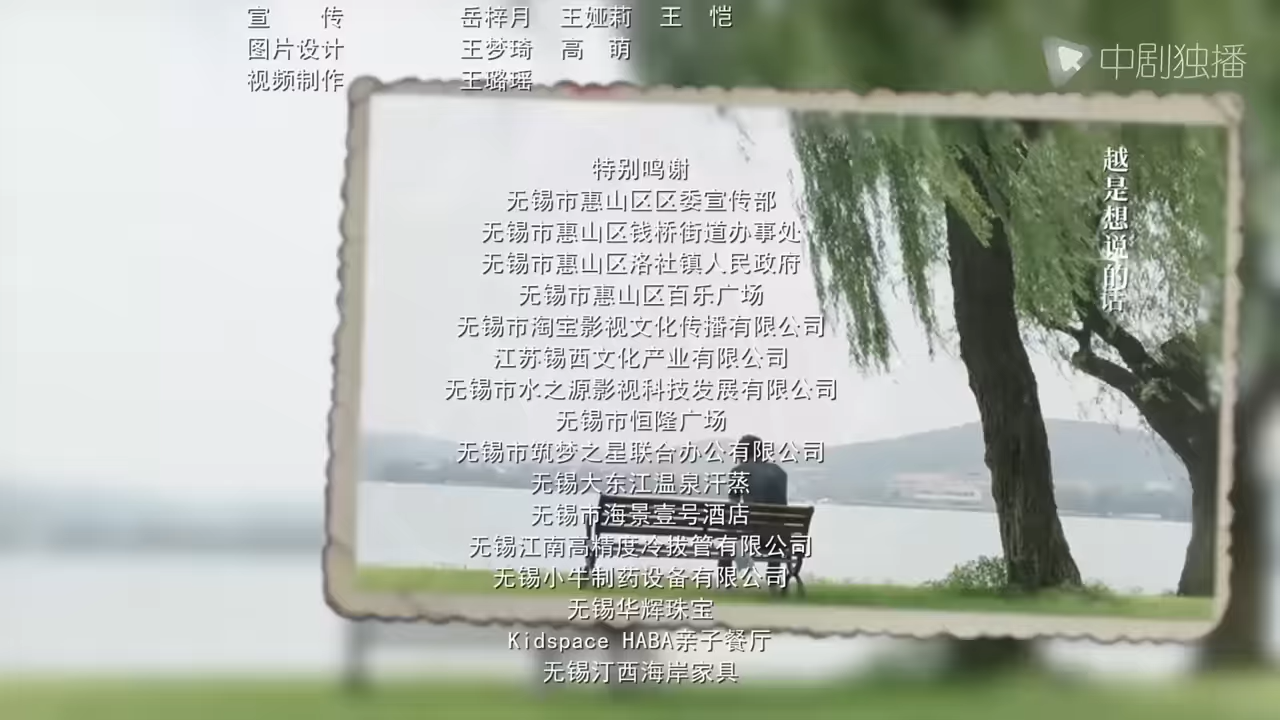 宣 传 岳梓月 王娅莉 王 恺
图片设计 王梦琦 高 萌
视频制作 王璐瑶
中剧独播
越是想说的话
特别鸣谢
无锡市惠山区区委宣传部
无锡市惠山区钱桥街道办事处
无锡市惠山区洛社镇人民政府
无锡市惠山区百乐广场
无锡市淘宝影视文化传播有限公司
江苏锡西文化产业有限公司
无锡市水之源影视科技发展有限公司
无锡市恒隆广场
无锡市筑梦之星联合办公有限公司
无锡大东江温泉汗蒸
无锡市海景壹号酒店
无锡江南高精度冷拔管有限公司
无锡小牛制药设备有限公司
无锡华辉珠宝
Kidspace HABA亲子餐厅
无锡汀西海岸家具